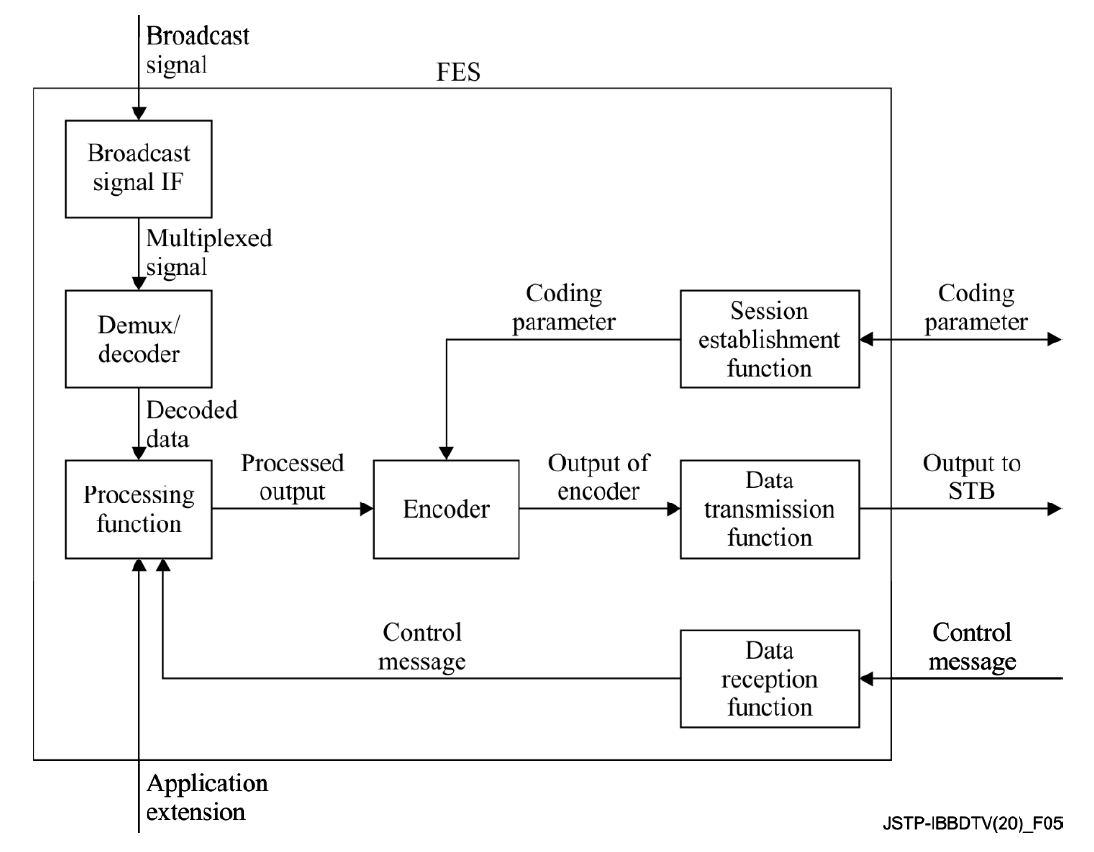 Broadcast
signal
FES
Broadcast
signal IF
Multiplexed
signal
Demux/
decoder
Coding
parameter
Session
establishment
function
Coding
parameter
Decoded
data
Processing
function
Processed
output
Encoder
Output of
encoder
Data
transmission
function
Output to
STB
Control
message
Data
reception
function
Control
message
Application
extension
JSTP-IBBDTV(20)_F05